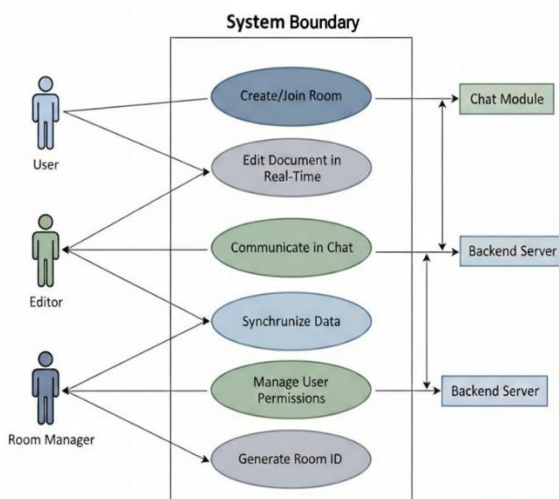 System Boundary
Create/Join Room
Chat Module
User
Edit Document in
Real-Time
Communicate in Chat
Backend Server
Editor
Synchrunize Data
Manage User
Permissions
Backend Server
Room Manager
Generate Room ID